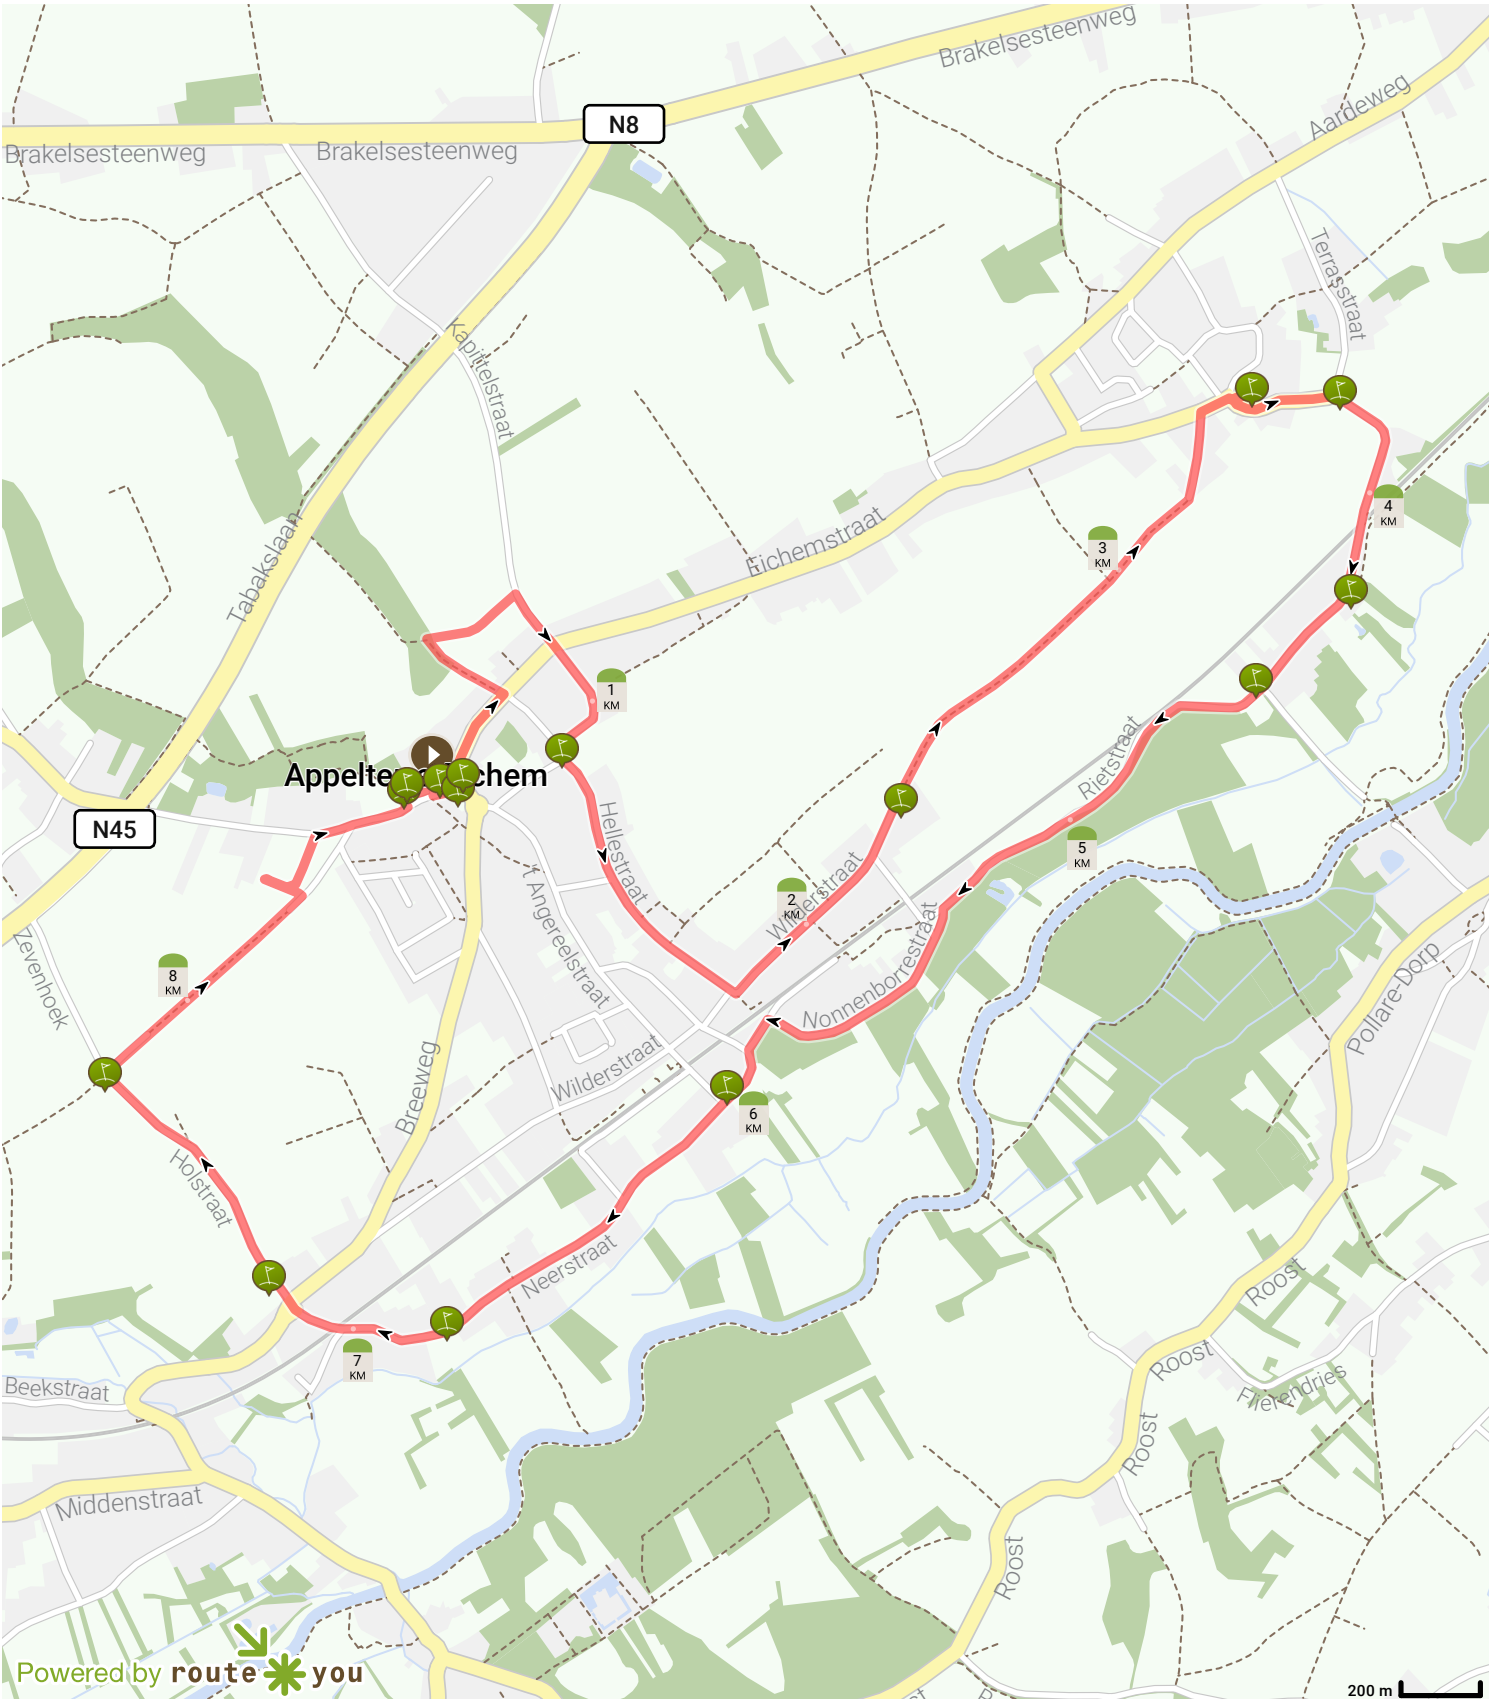 Brakelsesteenweg
N8
Brakelsesteenweg
Brakelsesteenweg
Aardeweg
Terrasstraat
Kapittelstraat
Tabakslaan
Eichemstraat
4
KM
3
KM
1
KM
Rietstraat
N45
Hellestraat
't Angereelstraat
Wilderstraat
2
KM
5
KM
Nonnenborrestraat
Zevenhoek
8
KM
Pollare-Dorp
Wilderstraat
Breeweg
6
KM
Holstraat
Neerstraat
Roost
7
KM
Roost
Flierendries
Beekstraat
Roost
Middenstraat
Roost
Powered by route you
200 m